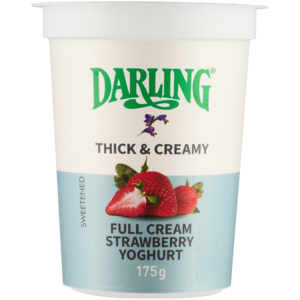 DARLING®
THICK & CREAMY
SWEETENED
FULL CREAM
STRAWBERRY
YOGHURT
175g